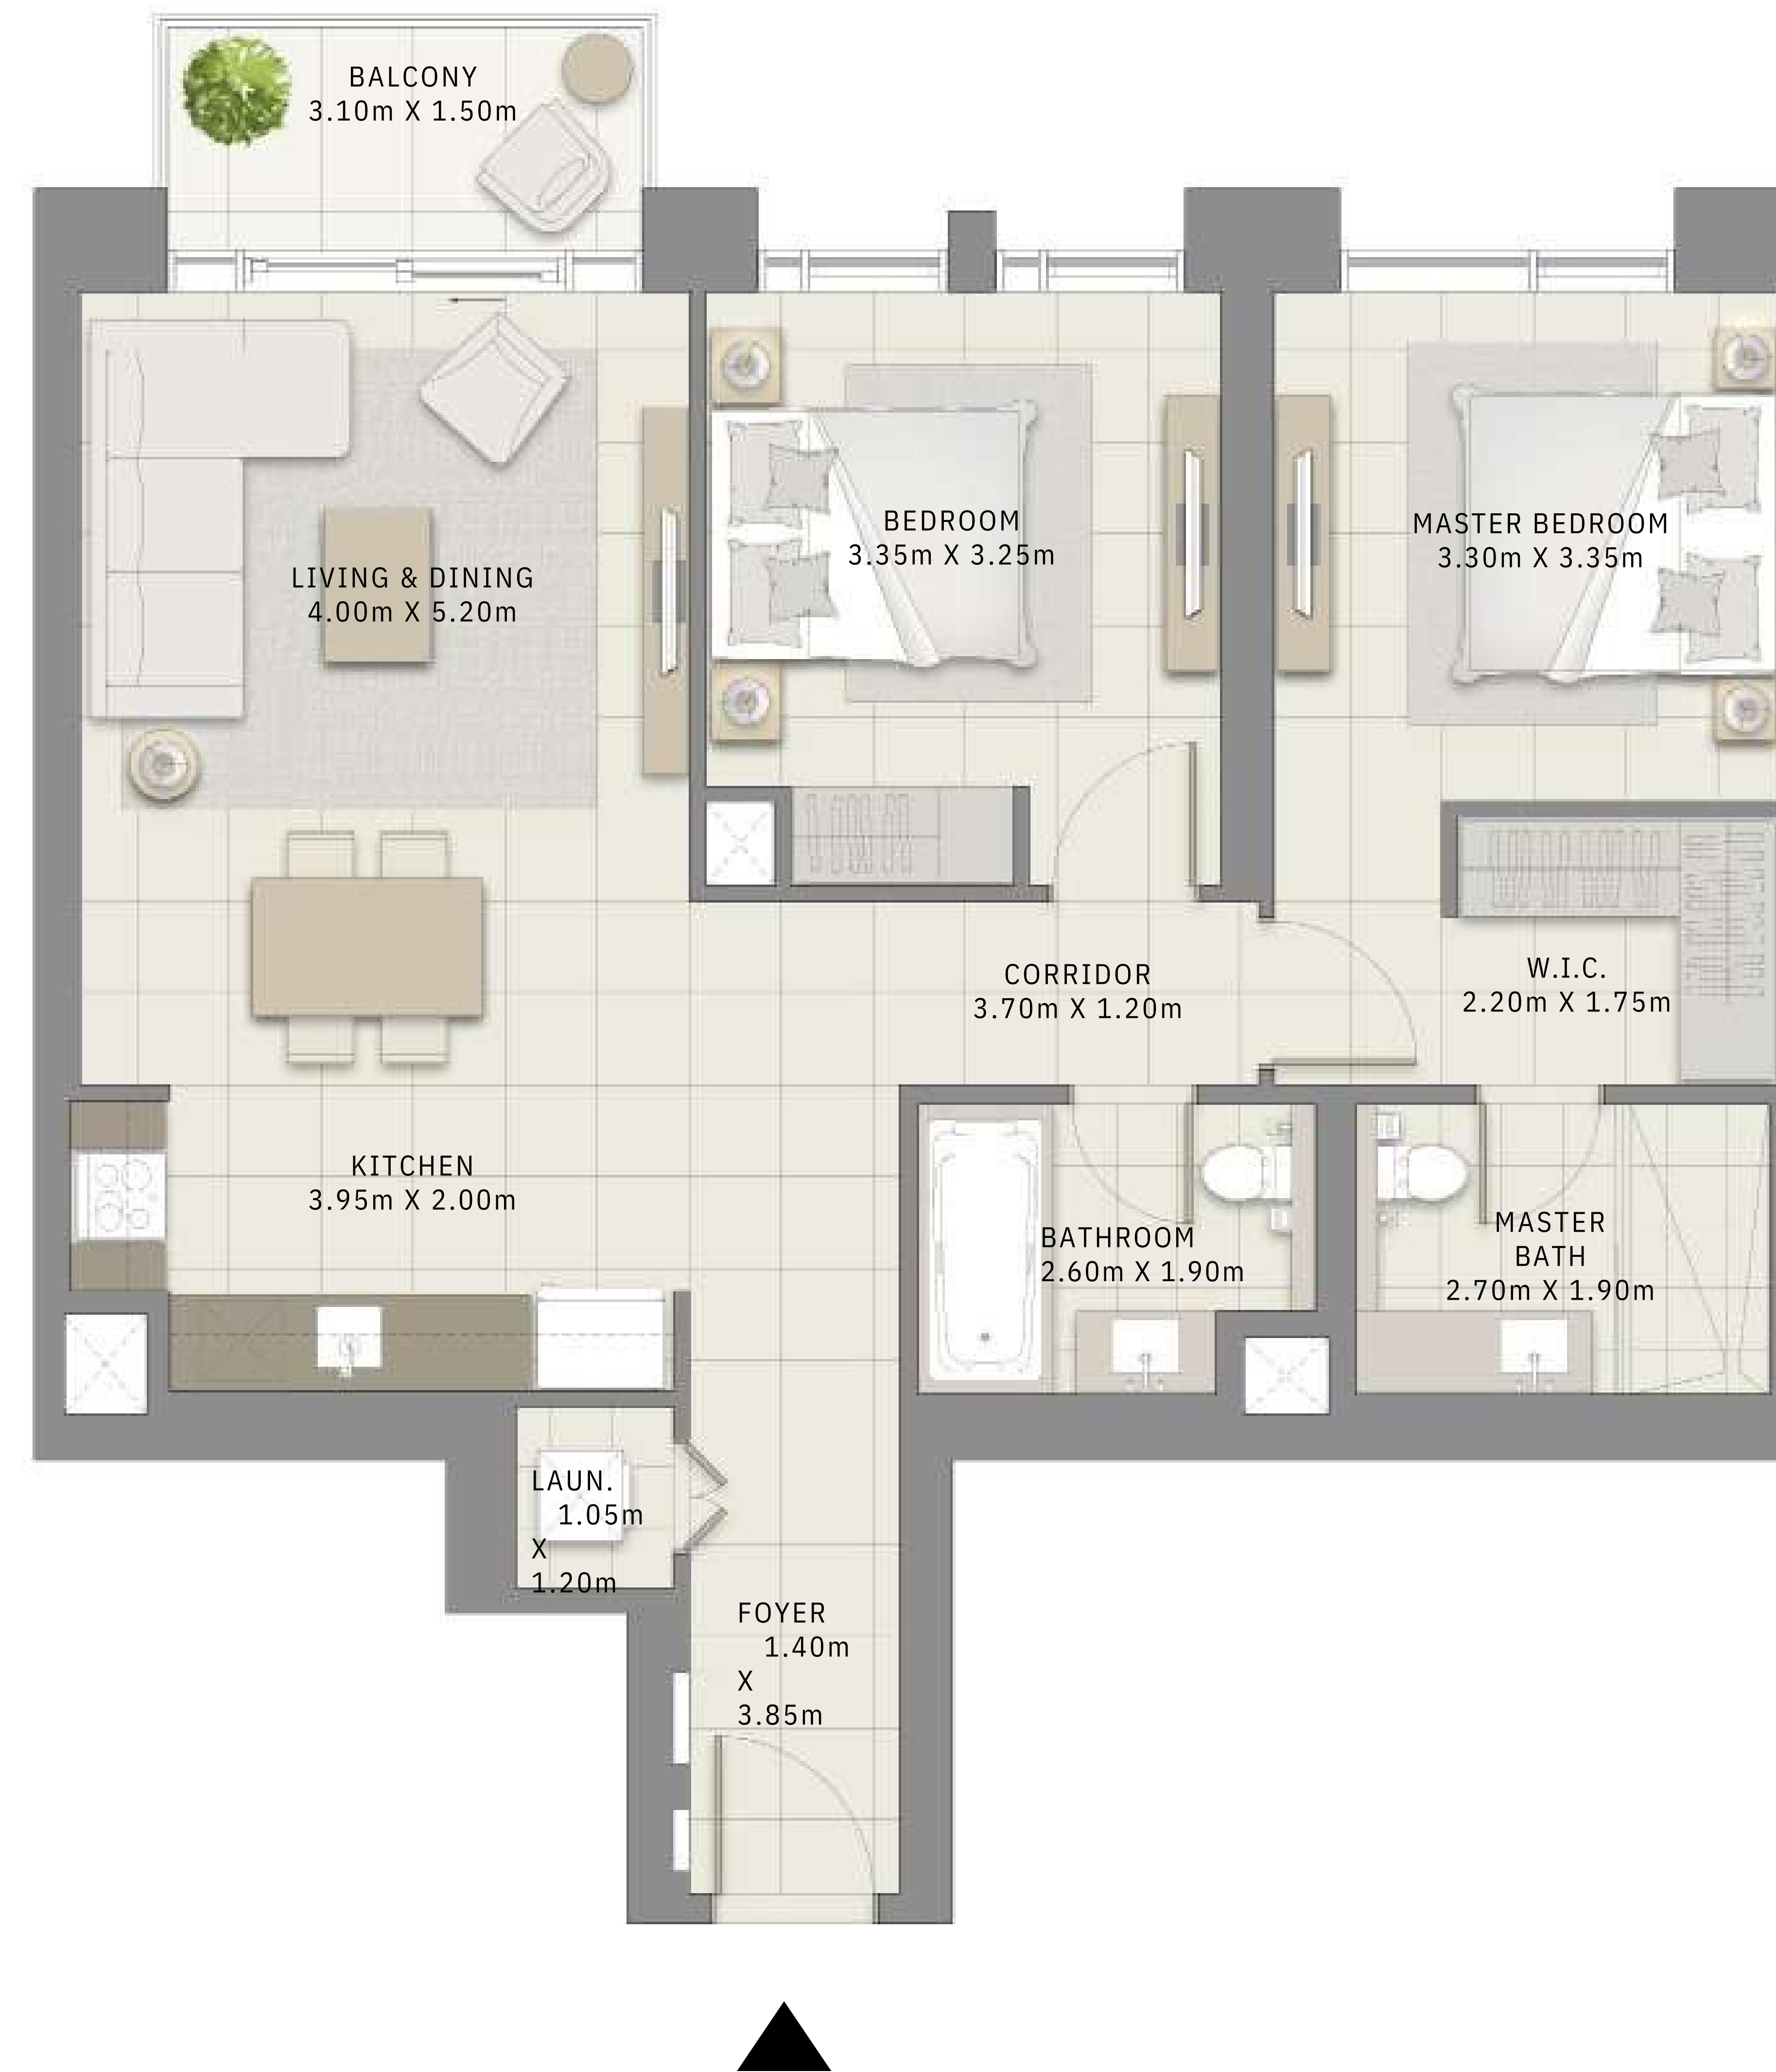 BALCONY
3.10m X 1.50m
BEDROOM
3.35m X 3.25m
MASTER BEDROOM
3.30m X 3.35m
LIVING & DINING
4.00m X 5.20m
CORRIDOR
3.70m X 1.20m
W.I.C.
2.20m X 1.75m
KITCHEN
3.95m X 2.00m
BATHROOM
2.60m X 1.90m
MASTER
BATH
2.70m X 1.90m
LAUN.
1.05m
X
1.20m
FOYER
1.40m
X
3.85m